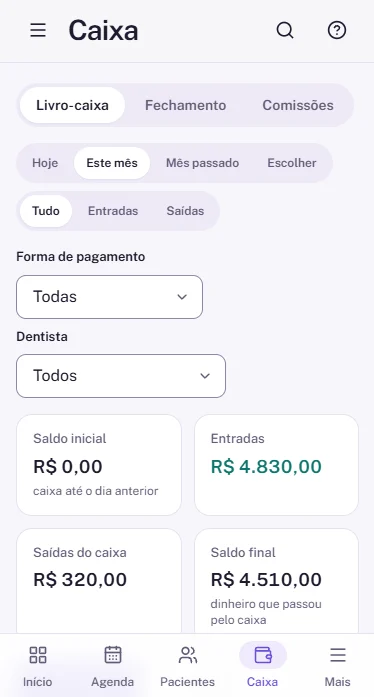 Caixa
Livro-caixa Fechamento Comissões
Hoje Este mês Mês passado Escolher
Tudo Entradas Saídas
Forma de pagamento
Todas
Dentista
Todos
Saldo inicial
R$ 0,00
caixa até o dia anterior
Entradas
R$ 4.830,00
Saídas do caixa
R$ 320,00
Saldo final
R$ 4.510,00
dinheiro que passou
pelo caixa
Início Agenda Pacientes Caixa Mais